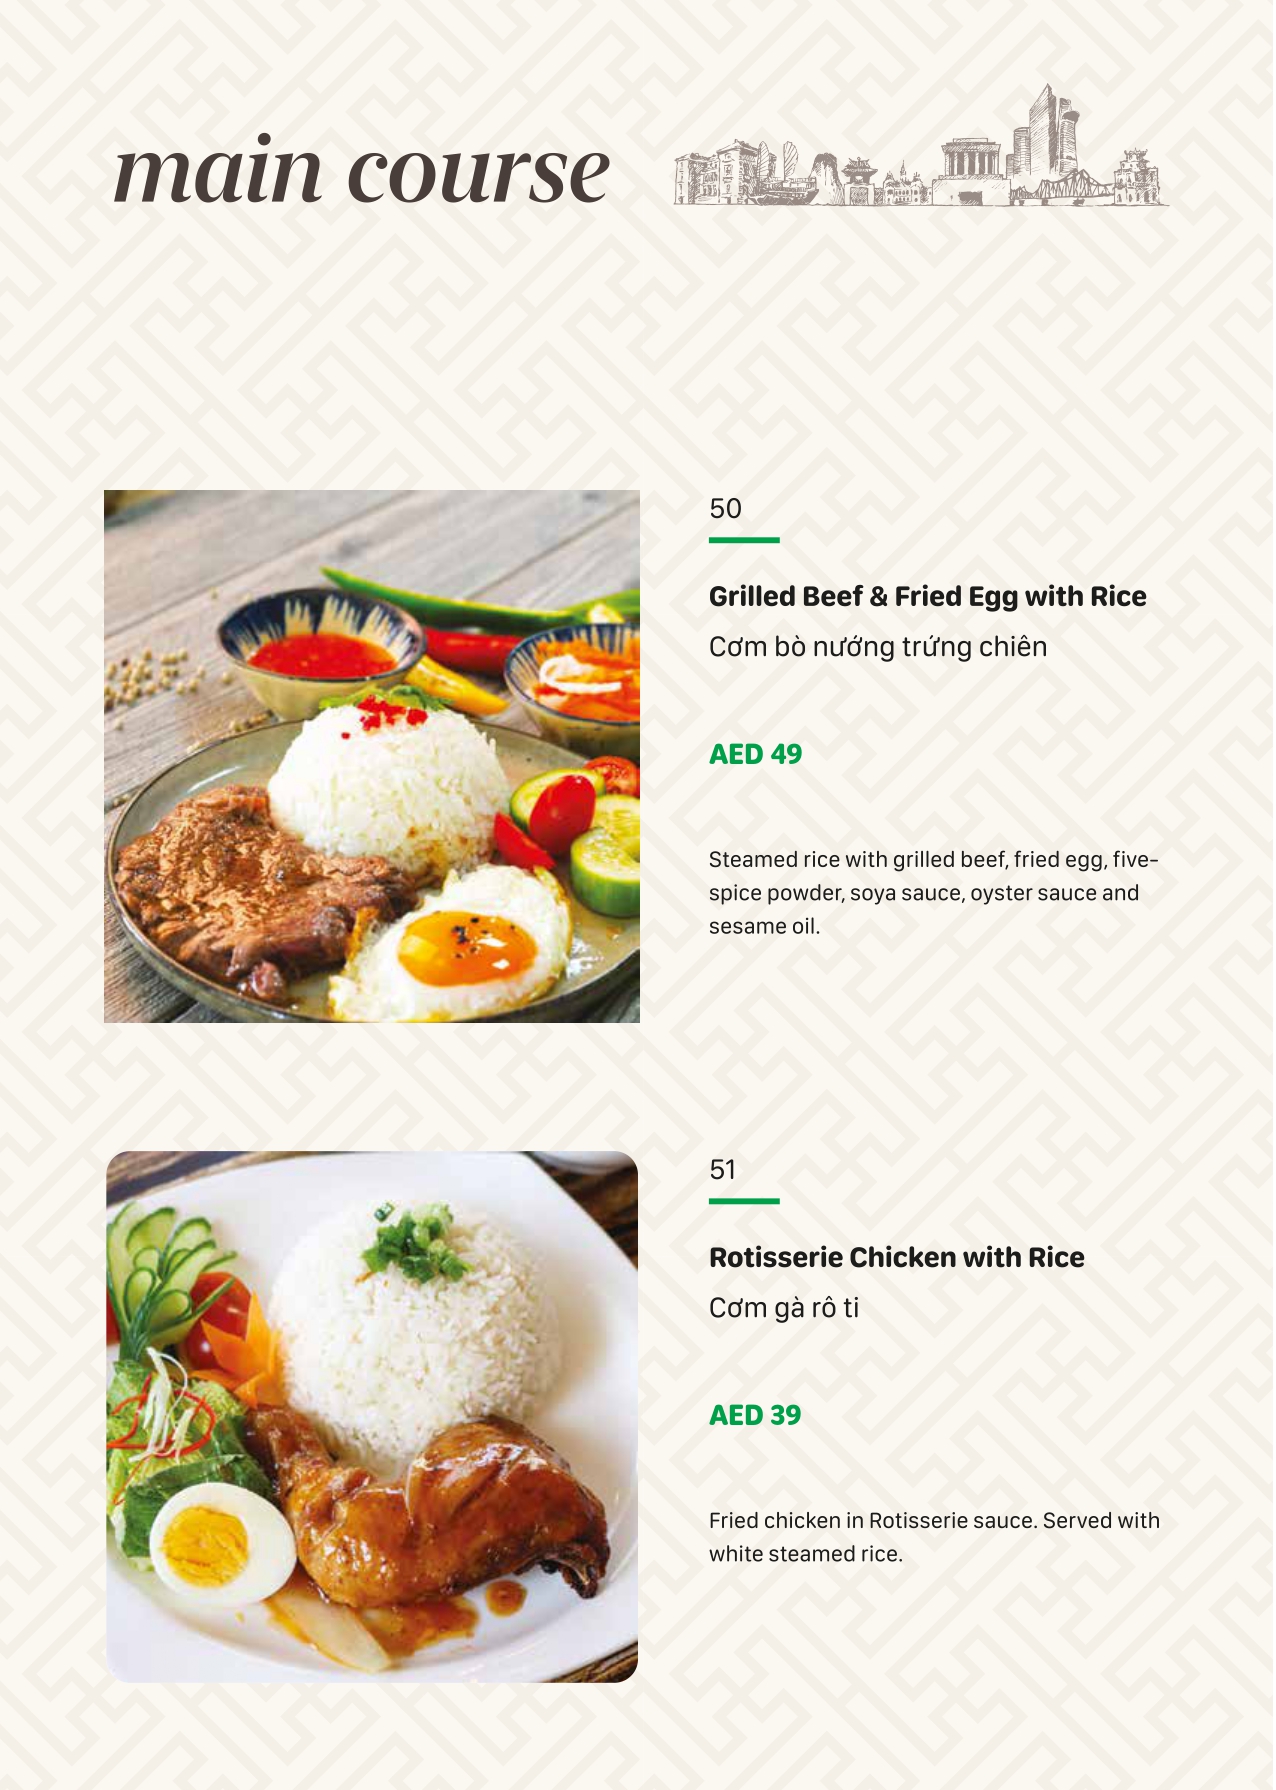 main course
50
Grilled Beef & Fried Egg with Rice
Cơm bò nướng trứng chiên
AED 49
Steamed rice with grilled beef, fried egg, five-
spice powder, soya sauce, oyster sauce and
sesame oil.
51
Rotisserie Chicken with Rice
Cơm gà rô ti
AED 39
Fried chicken in Rotisserie sauce. Served with
white steamed rice.